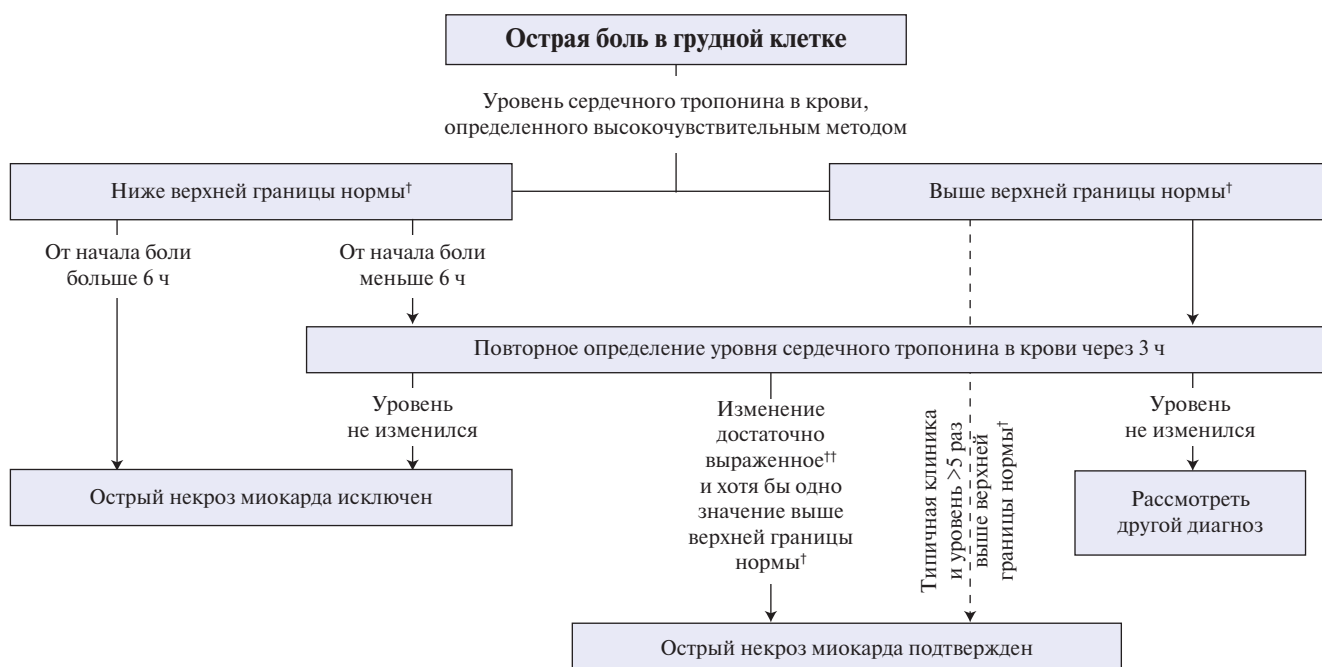 Острая боль в грудной клетке
Уровень сердечного тропонина в крови,
определенного высокочувствительным методом
Ниже верхней границы нормы†
Выше верхней границы нормы†
От начала боли
больше 6 ч
От начала боли
меньше 6 ч
Повторное определение уровня сердечного тропонина в крови через 3 ч
Уровень
не изменился
Изменение
достаточно
выраженное††
и хотя бы одно
значение выше
верхней границы
нормы†
Типичная клиника
и уровень >5 раз
выше верхней
границы нормы†
Уровень
не изменился
Острый некроз миокарда исключен
Рассмотреть
другой диагноз
Острый некроз миокарда подтвержден